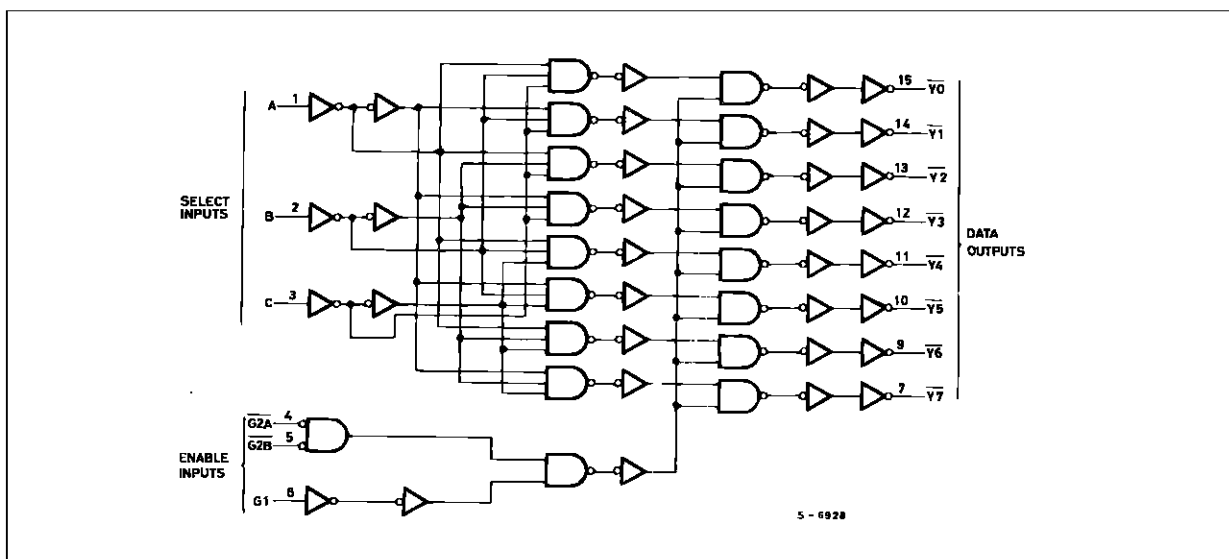 SELECT
INPUTS
A 1
B 2
C 3
ENABLE
INPUTS
G2A 4
G2B 5
G1 6
15 Y0
14 Y1
13 Y2
12 Y3
11 Y4
10 Y5
9 Y6
7 Y7
DATA
OUTPUTS
S - 6928